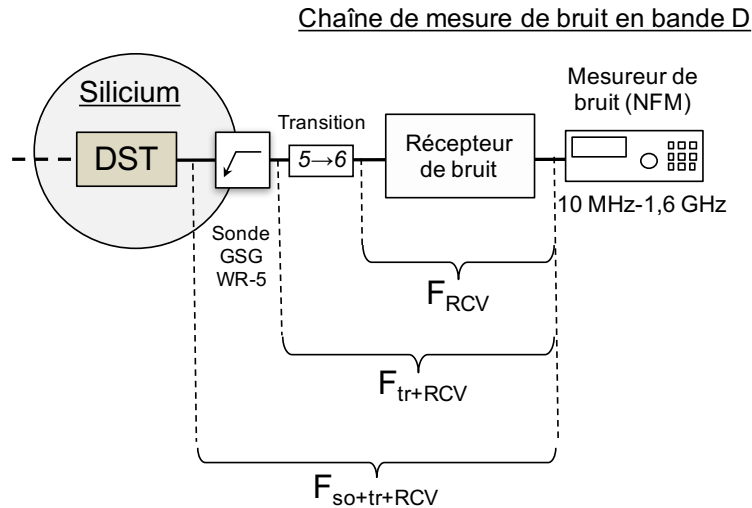 Chaîne de mesure de bruit en bande D
Silicium
DST
Transition
5→6
Récepteur
de bruit
Mesureur de
bruit (NFM)
10 MHz-1,6 GHz
Sonde
GSG
WR-5
F_RCV
F_tr+RCV
F_so+tr+RCV